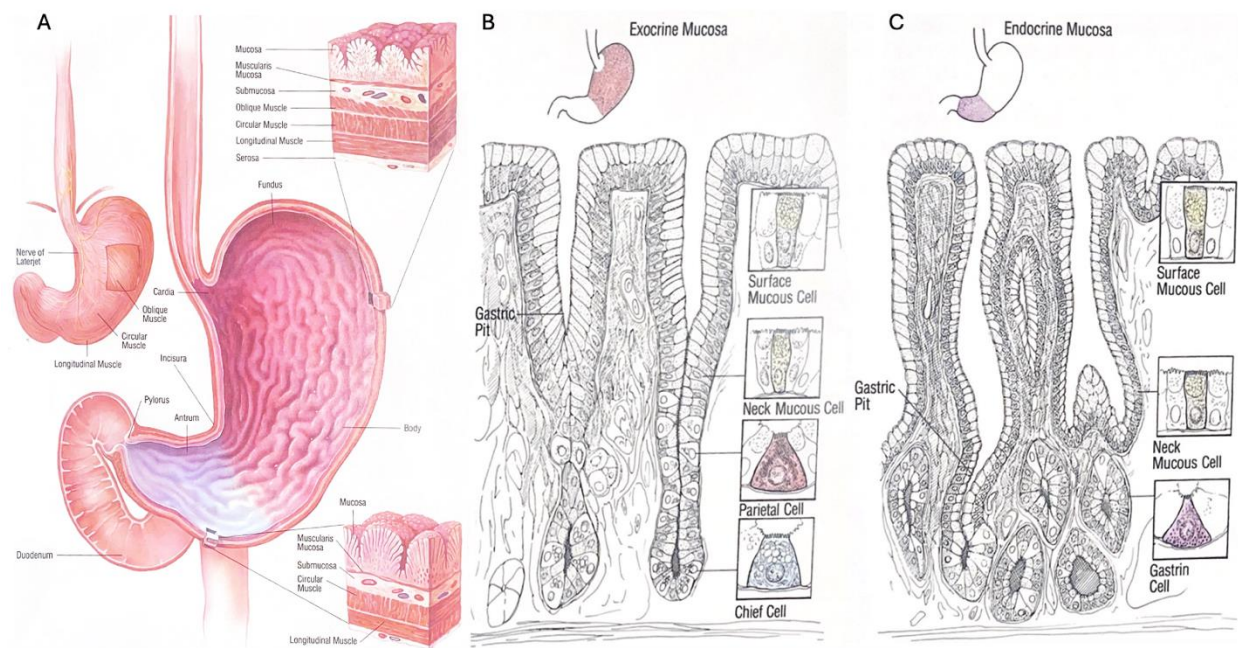 A
Mucosa
Muscularis
Mucosa
Submucosa
Oblique Muscle
Circular Muscle
Longitudinal Muscle
Serosa
Fundus
Nerve of
Laterjet
Cardia
Oblique
Muscle
Circular
Muscle
Longitudinal Muscle
Incisura
Pylorus
Antrum
Body
Mucosa
Muscularis
Mucosa
Submucosa
Circular
Muscle
Longitudinal
Muscle
Duodenum
B
Exocrine Mucosa
Surface
Mucous Cell
Gastric
Pit
Neck Mucous Cell
Parietal Cell
Chief Cell
C
Endocrine Mucosa
Surface
Mucous Cell
Gastric
Pit
Neck
Mucous Cell
Gastrin
Cell